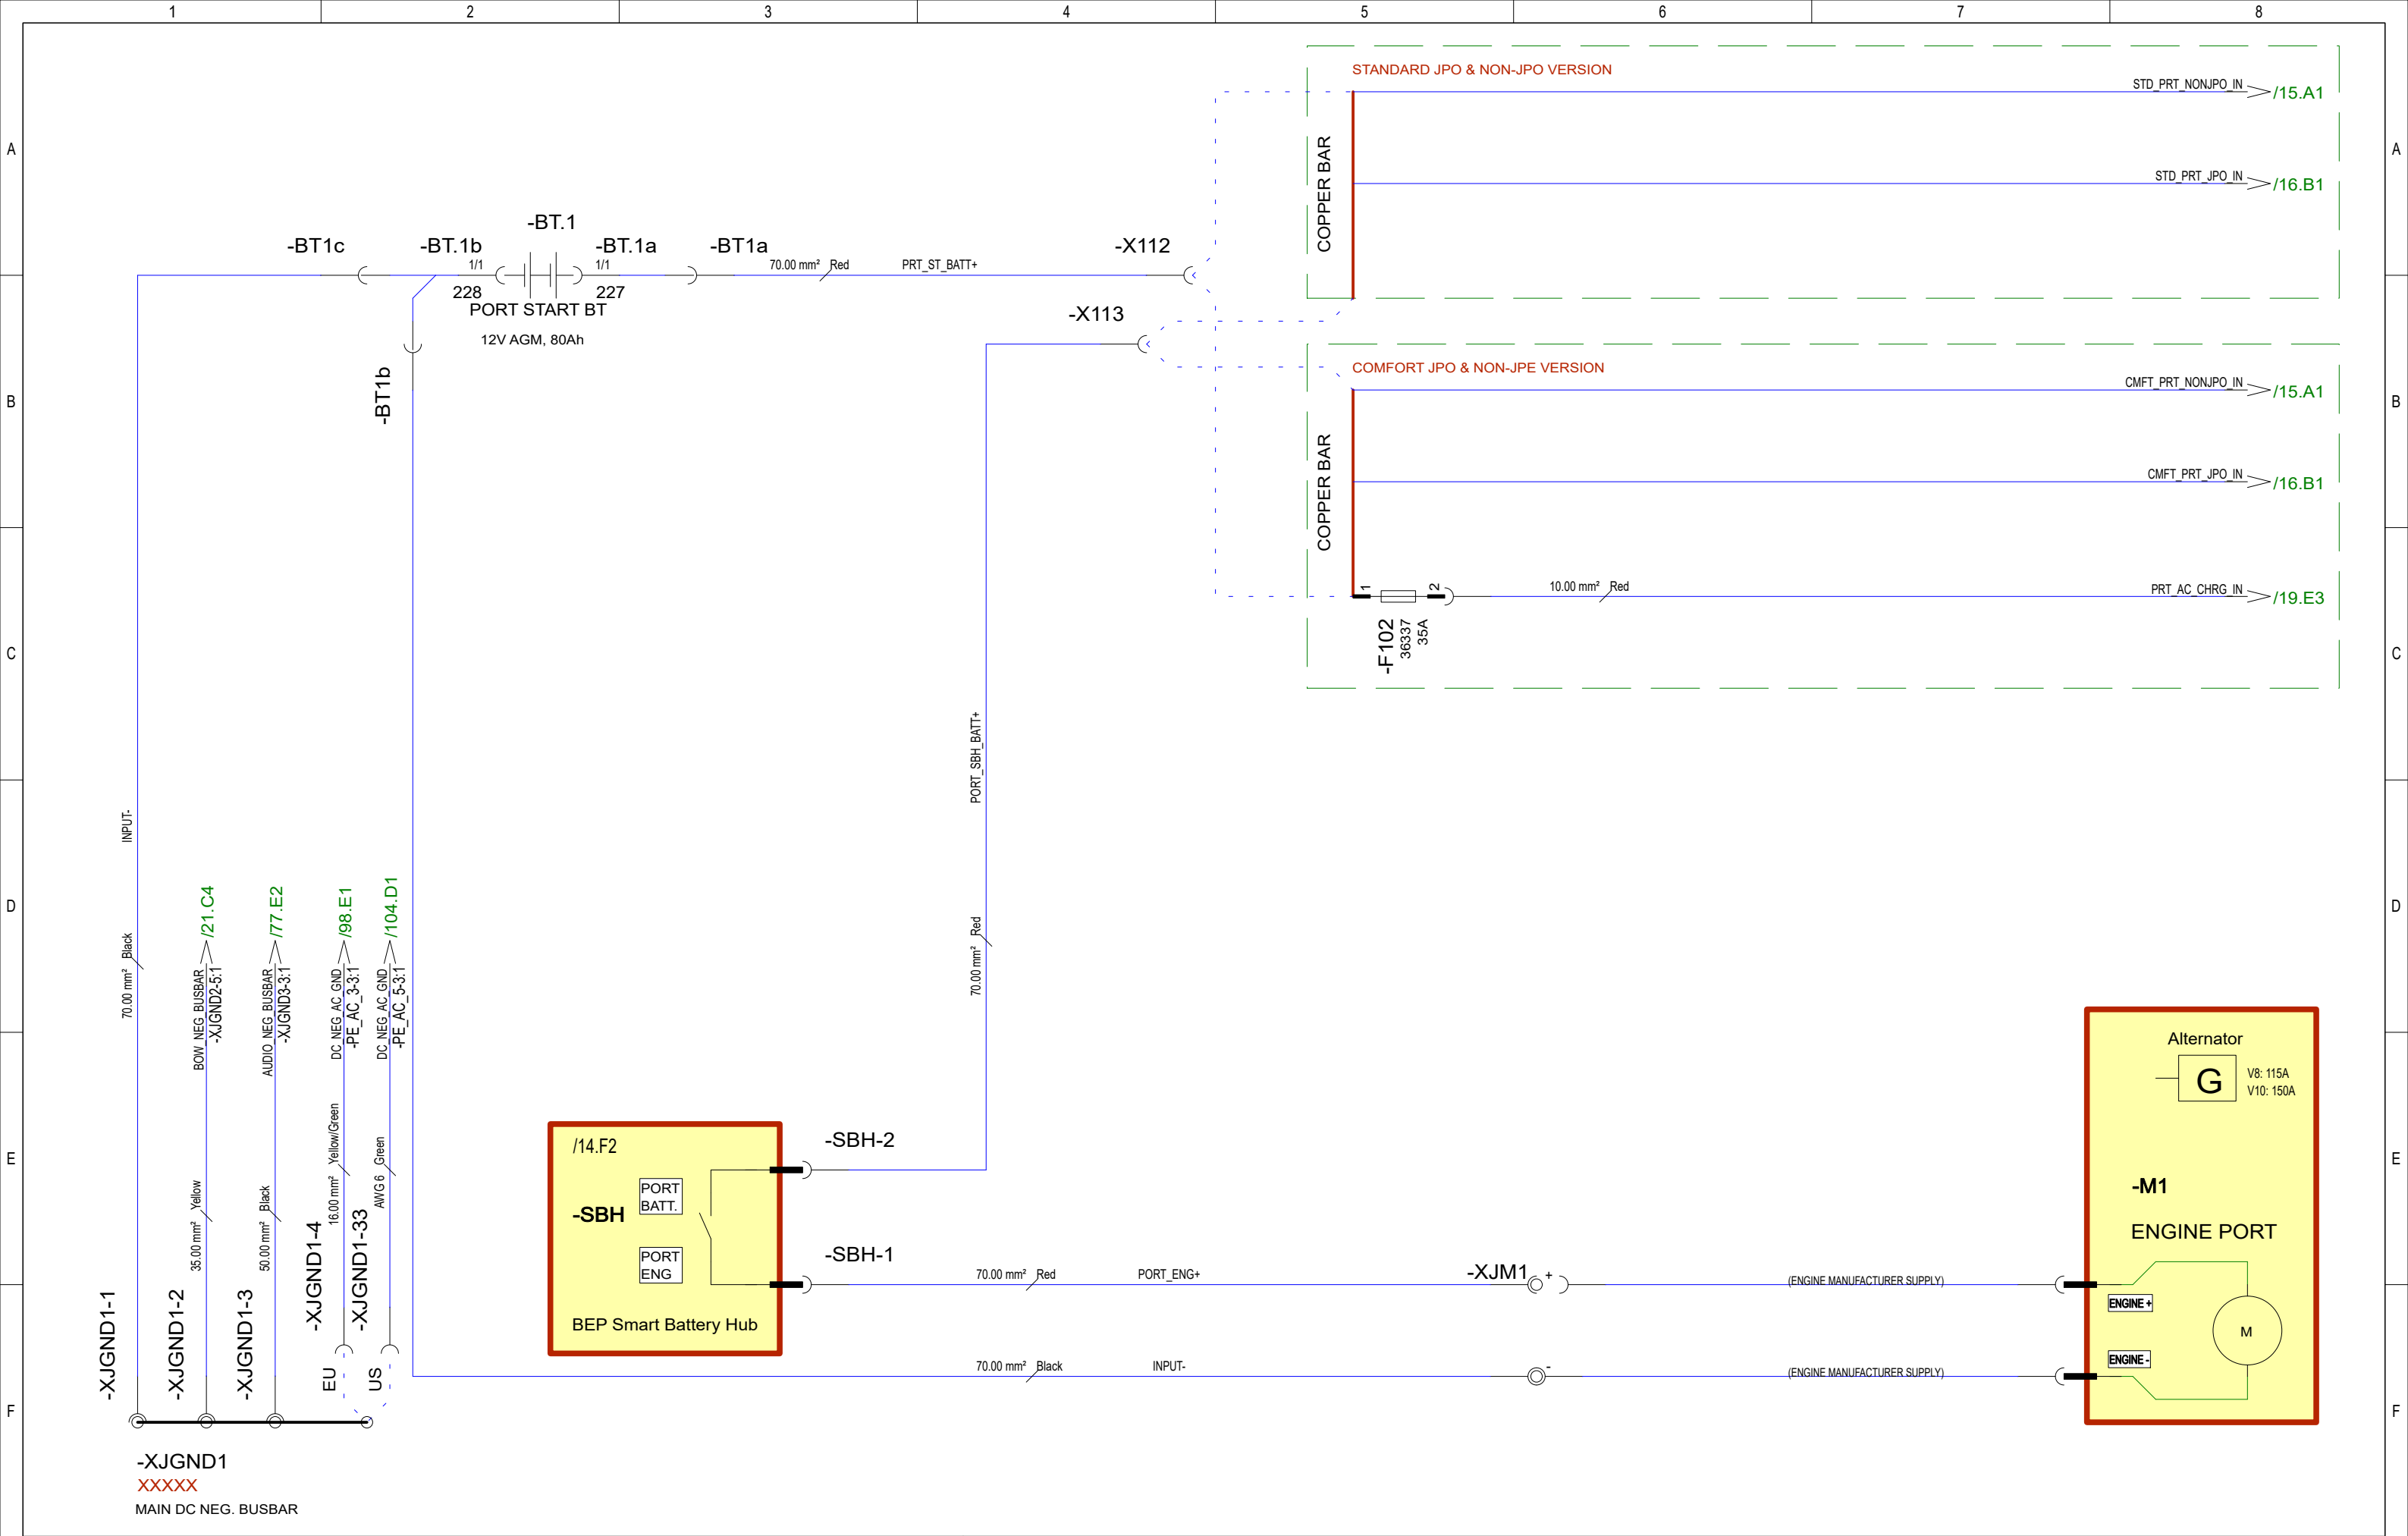 1 2 3 4 5 6 7 8
A A
B B
C C
D D
E E
F F
STANDARD JPO & NON-JPO VERSION
COPPER BAR
STD_PRT_NONJPO_IN /15.A1
STD_PRT_JPO_IN /16.B1
-BT1c
-BT.1b
-BT.1
-BT.1a
-BT1a
1/1
1/1
228
227
PORT START BT
12V AGM, 80Ah
70.00 mm² Red
PRT_ST_BATT+
-X112
-X113
-BT1b
COMFORT JPO & NON-JPE VERSION
COPPER BAR
CMFT_PRT_NONJPO_IN /15.A1
CMFT_PRT_JPO_IN /16.B1
1
2
-F102
36337
35A
10.00 mm² Red
PRT_AC_CHRG_IN /19.E3
PORT_SBH_BATT+
70.00 mm² Red
INPUT-
70.00 mm² Black
/21.C4
BOW_NEG_BUSBAR
-XJGND2-5:1
35.00 mm² Yellow
/77.E2
AUDIO_NEG_BUSBAR
-XJGND3-3:1
50.00 mm² Black
/98.E1
DC_NEG_AC_GND
-PE_AC_3-3:1
16.00 mm² Yellow/Green
/104.D1
DC_NEG_AC_GND
-PE_AC_5-3:1
AWG 6 Green
-XJGND1-1
-XJGND1-2
-XJGND1-3
-XJGND1-4
-XJGND1-33
EU
US
-XJGND1
XXXXX
MAIN DC NEG. BUSBAR
/14.F2
-SBH
PORT
BATT.
PORT
ENG
BEP Smart Battery Hub
-SBH-2
-SBH-1
70.00 mm² Red
PORT_ENG+
-XJM1
+
(ENGINE MANUFACTURER SUPPLY)
70.00 mm² Black
INPUT-
-
(ENGINE MANUFACTURER SUPPLY)
Alternator
G
V8: 115A
V10: 150A
-M1
ENGINE PORT
ENGINE +
M
ENGINE -